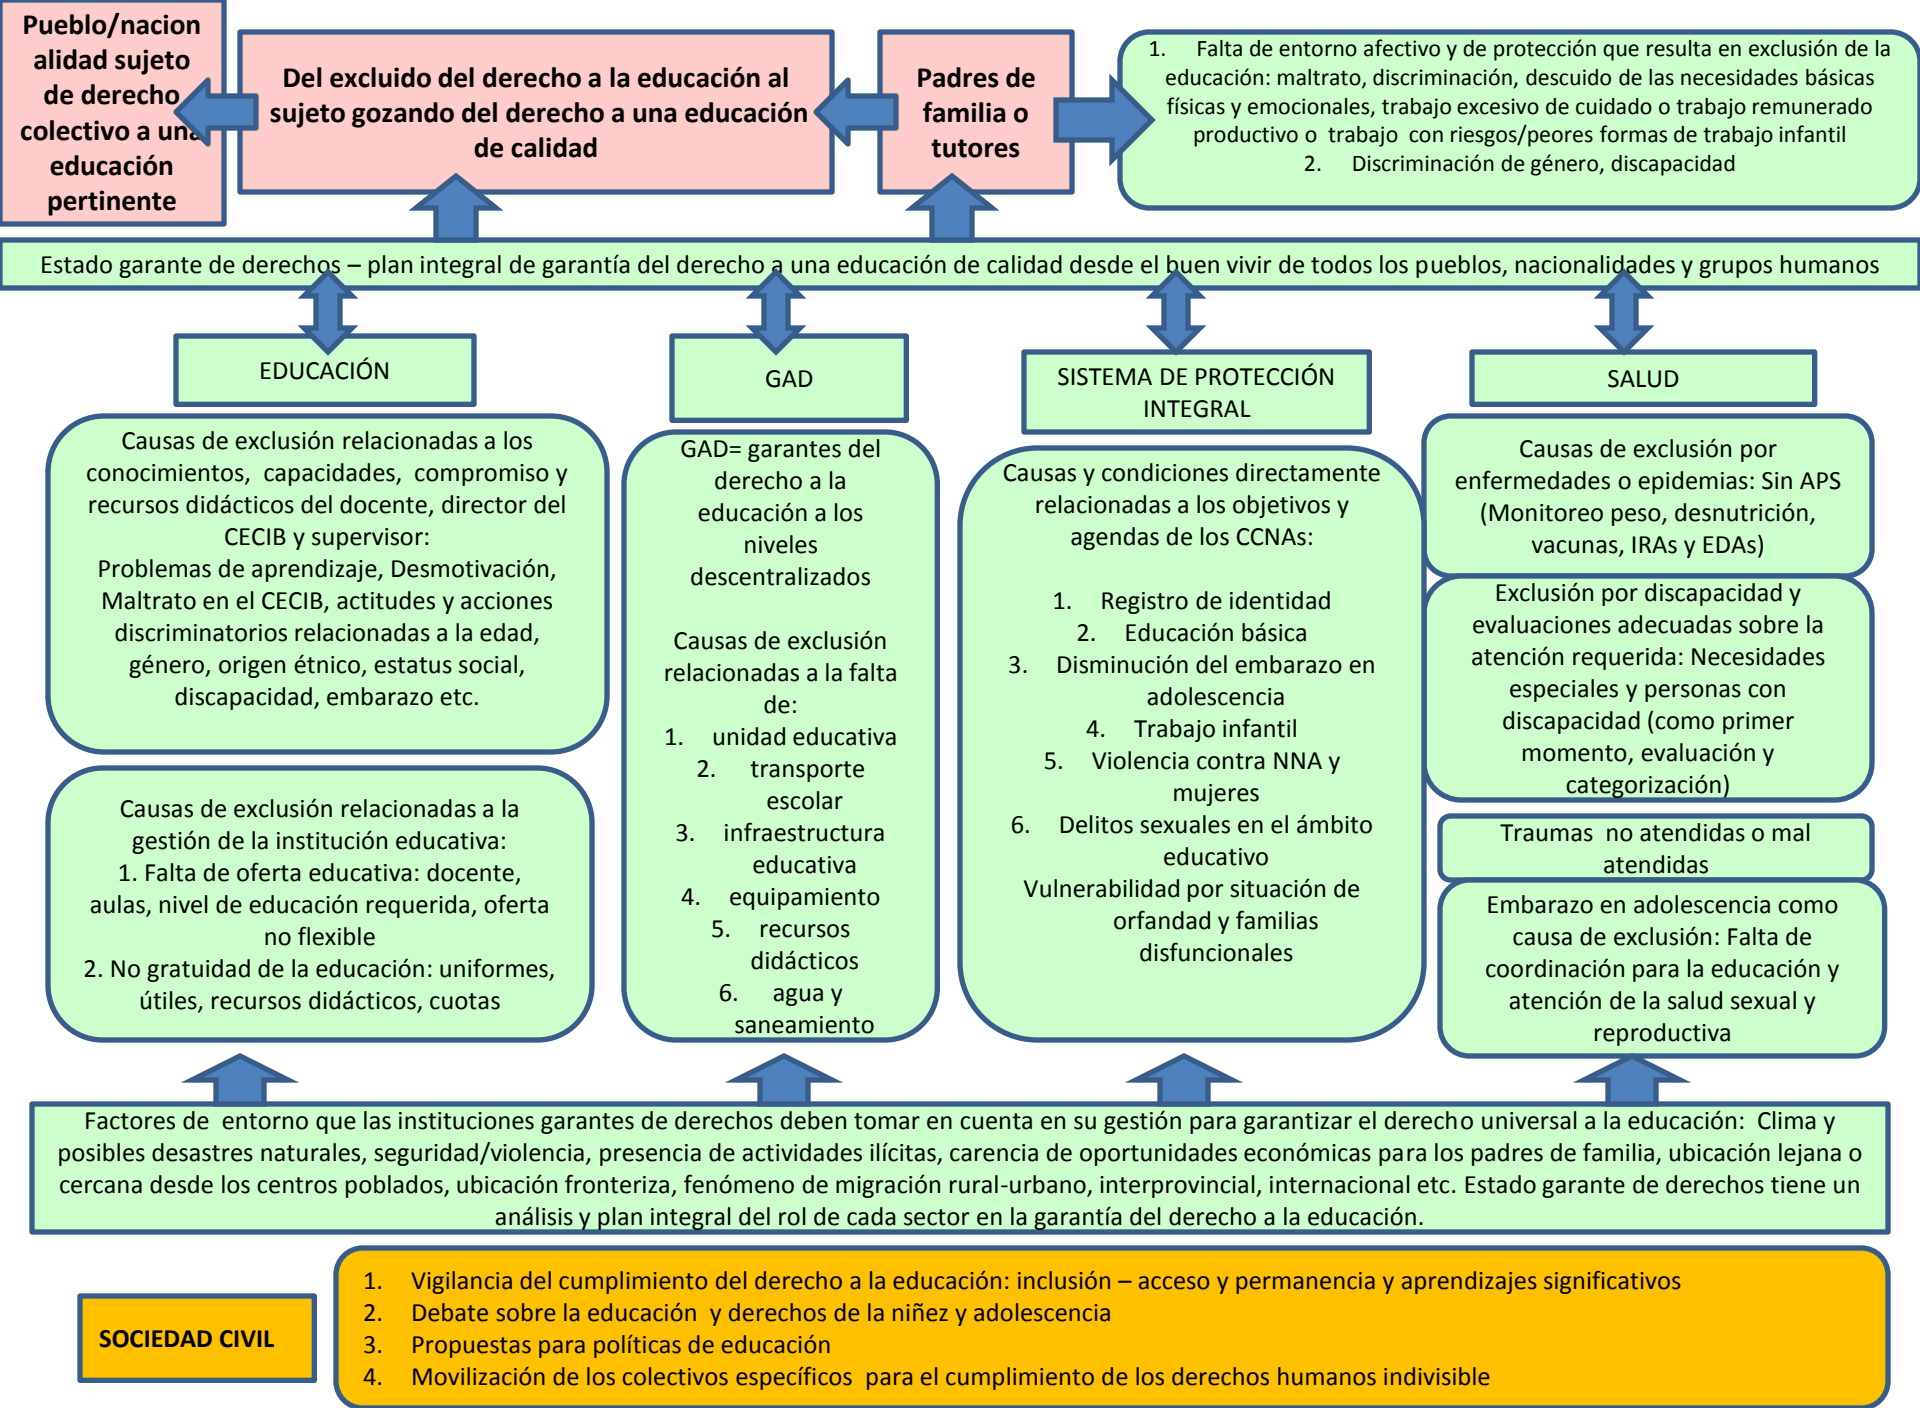 Pueblo/nacion
alidad sujeto
de derecho
colectivo a una
educación
pertinente
Del excluido del derecho a la educación al
sujeto gozando del derecho a una educación
de calidad
Padres de
familia o
tutores
1. Falta de entorno afectivo y de protección que resulta en exclusión de la
educación: maltrato, discriminación, descuido de las necesidades básicas
físicas y emocionales, trabajo excesivo de cuidado o trabajo remunerado
productivo o trabajo con riesgos/peores formas de trabajo infantil
2. Discriminación de género, discapacidad
Estado garante de derechos – plan integral de garantía del derecho a una educación de calidad desde el buen vivir de todos los pueblos, nacionalidades y grupos humanos
EDUCACIÓN
Causas de exclusión relacionadas a los
conocimientos, capacidades, compromiso y
recursos didácticos del docente, director del
CECIB y supervisor:
Problemas de aprendizaje, Desmotivación,
Maltrato en el CECIB, actitudes y acciones
discriminatorios relacionadas a la edad,
género, origen étnico, estatus social,
discapacidad, embarazo etc.
Causas de exclusión relacionadas a la
gestión de la institución educativa:
1. Falta de oferta educativa: docente,
aulas, nivel de educación requerida, oferta
no flexible
2. No gratuidad de la educación: uniformes,
útiles, recursos didácticos, cuotas
GAD
GAD= garantes del
derecho a la
educación a los
niveles
descentralizados
Causas de exclusión
relacionadas a la falta
de:
1. unidad educativa
2. transporte
escolar
3. infraestructura
educativa
4. equipamiento
5. recursos
didácticos
6. agua y
saneamiento
SISTEMA DE PROTECCIÓN
INTEGRAL
Causas y condiciones directamente
relacionadas a los objetivos y
agendas de los CCNAs:
1. Registro de identidad
2. Educación básica
3. Disminución del embarazo en
adolescencia
4. Trabajo infantil
5. Violencia contra NNA y
mujeres
6. Delitos sexuales en el ámbito
educativo
Vulnerabilidad por situación de
orfandad y familias
disfuncionales
SALUD
Causas de exclusión por
enfermedades o epidemias: Sin APS
(Monitoreo peso, desnutrición,
vacunas, IRAs y EDAs)
Exclusión por discapacidad y
evaluaciones adecuadas sobre la
atención requerida: Necesidades
especiales y personas con
discapacidad (como primer
momento, evaluación y
categorización)
Traumas no atendidas o mal
atendidas
Embarazo en adolescencia como
causa de exclusión: Falta de
coordinación para la educación y
atención de la salud sexual y
reproductiva
Factores de entorno que las instituciones garantes de derechos deben tomar en cuenta en su gestión para garantizar el derecho universal a la educación: Clima y
posibles desastres naturales, seguridad/violencia, presencia de actividades ilícitas, carencia de oportunidades económicas para los padres de familia, ubicación lejana o
cercana desde los centros poblados, ubicación fronteriza, fenómeno de migración rural-urbano, interprovincial, internacional etc. Estado garante de derechos tiene un
análisis y plan integral del rol de cada sector en la garantía del derecho a la educación.
SOCIEDAD CIVIL
1. Vigilancia del cumplimiento del derecho a la educación: inclusión – acceso y permanencia y aprendizajes significativos
2. Debate sobre la educación y derechos de la niñez y adolescencia
3. Propuestas para políticas de educación
4. Movilización de los colectivos específicos para el cumplimiento de los derechos humanos indivisible